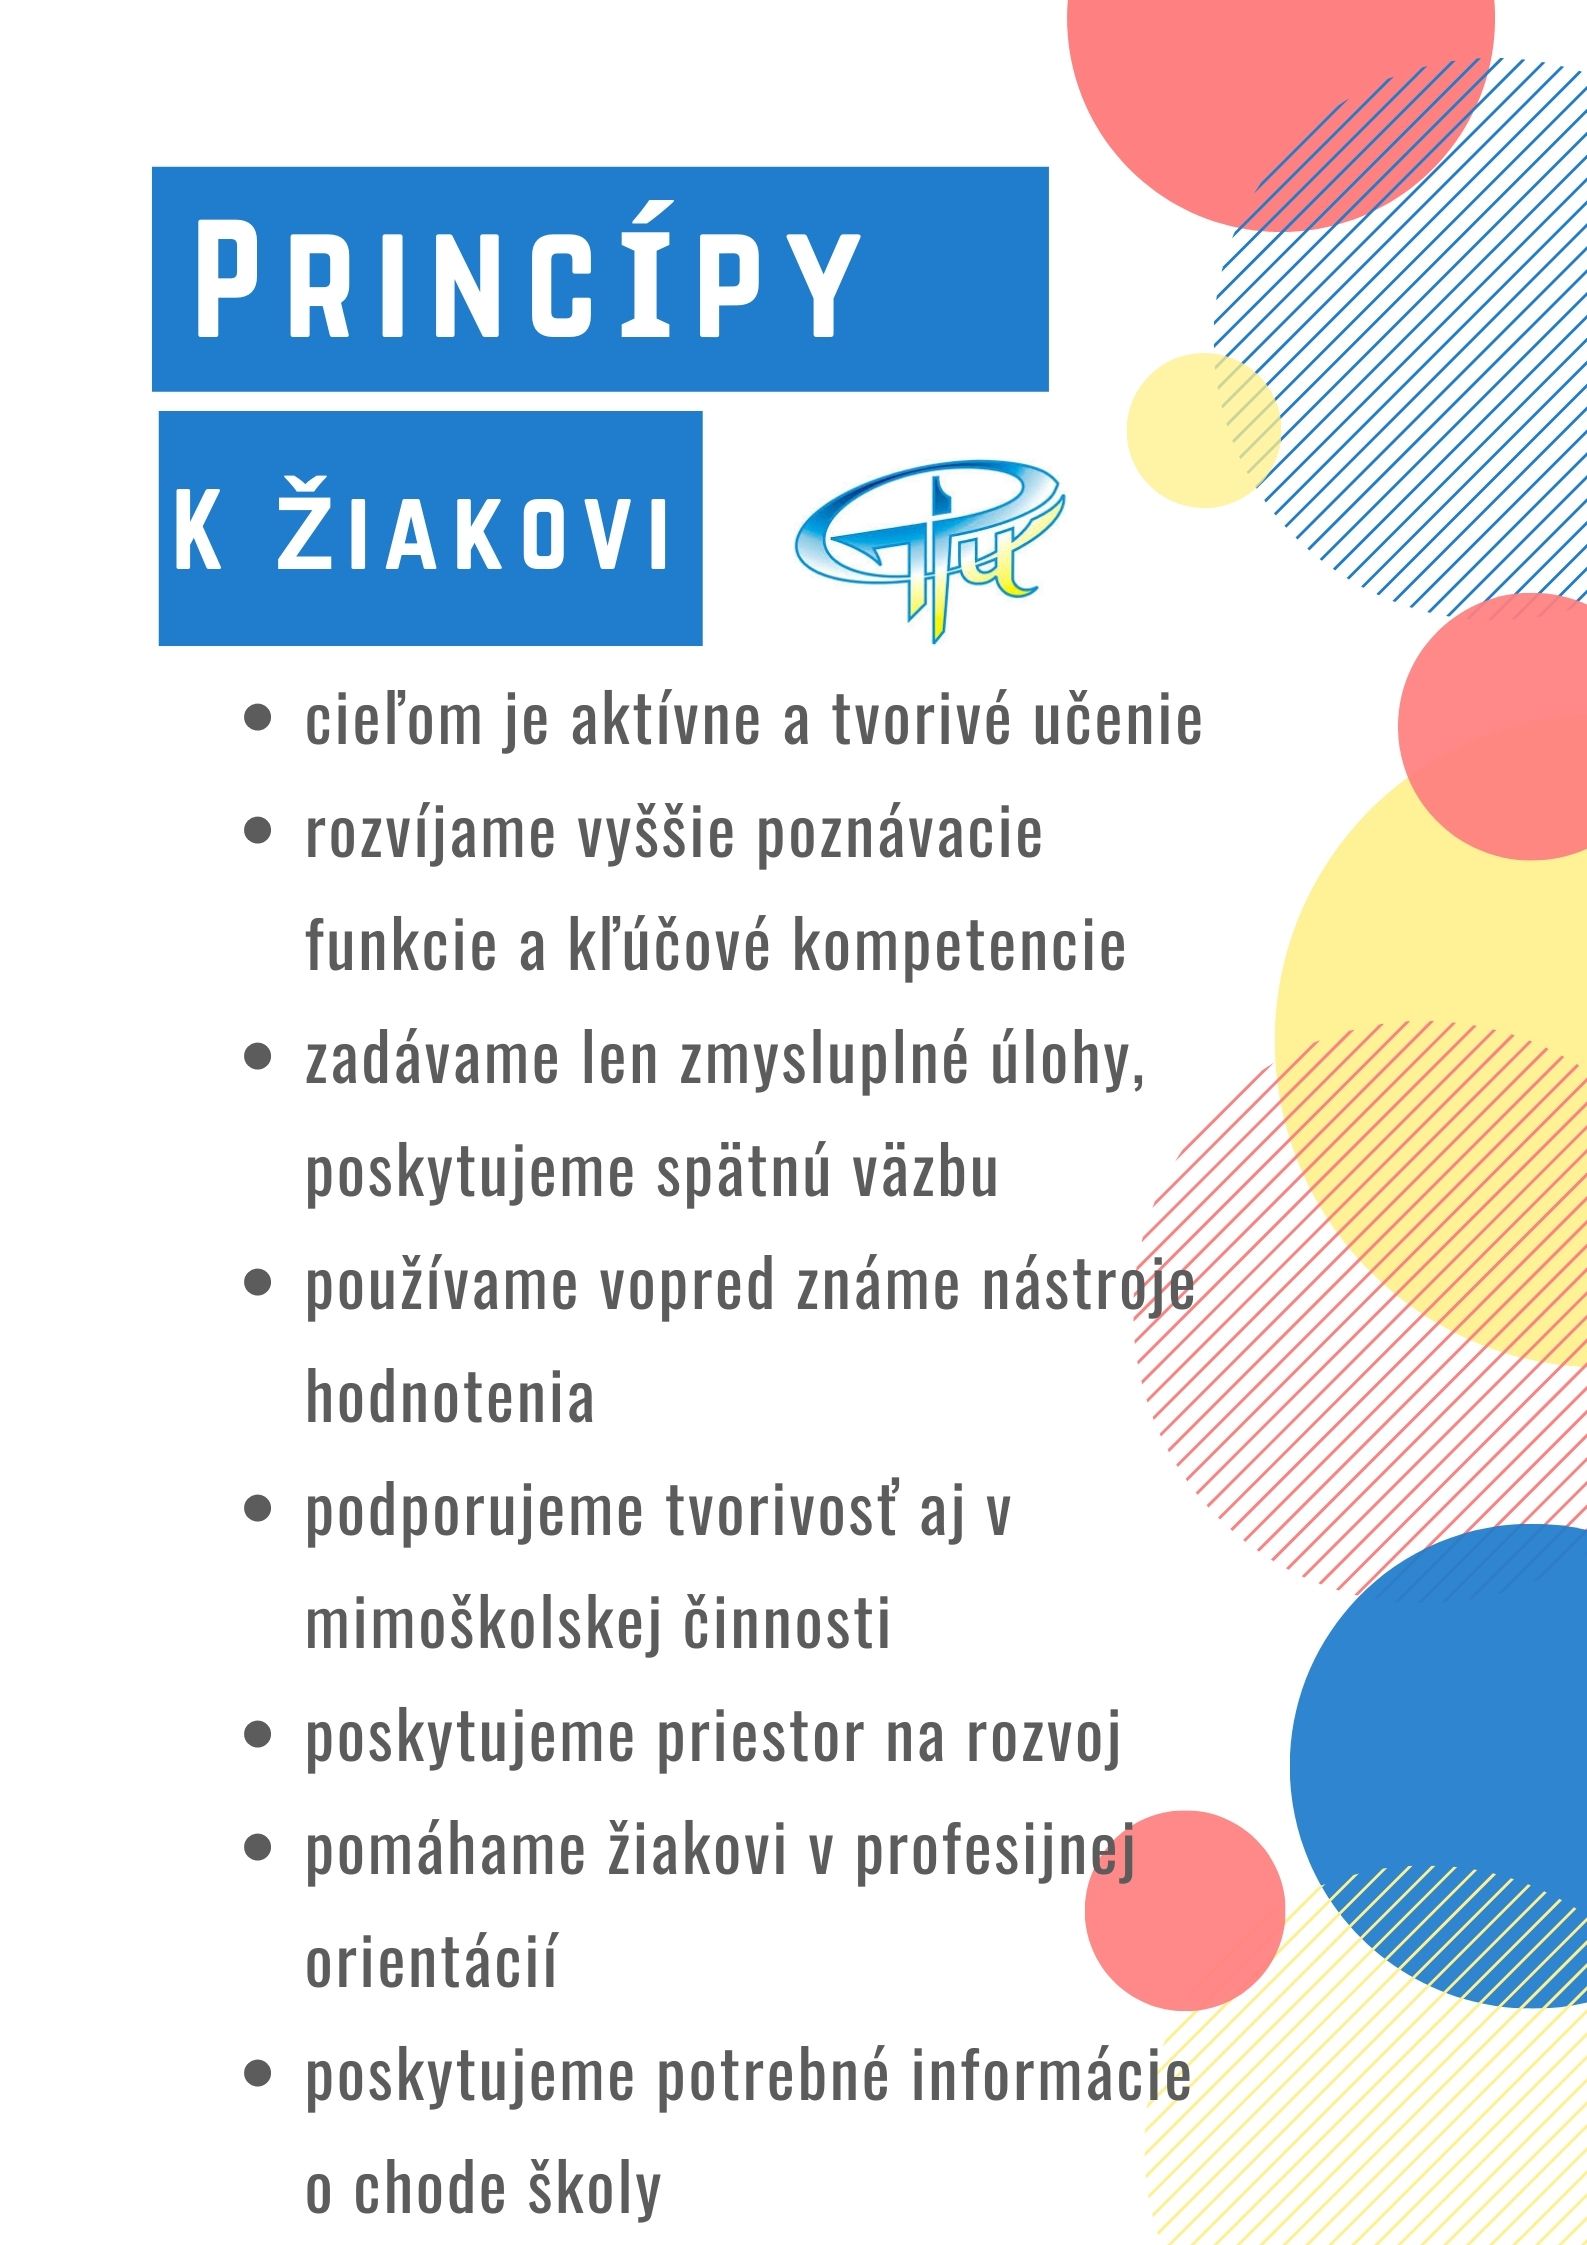 Princípy
k žiakovi
• cieľom je aktívne a tvorivé učenie
• rozvíjame vyššie poznávacie
funkcie a kľúčové kompetencie
• zadávame len zmysluplné úlohy,
poskytujeme spätnú väzbu
• používame vopred známe nástroje
hodnotenia
• podporujeme tvorivosť aj v
mimoškolskej činnosti
• poskytujeme priestor na rozvoj
• pomáhame žiakovi v profesijnej
orientácií
• poskytujeme potrebné informácie
o chode školy